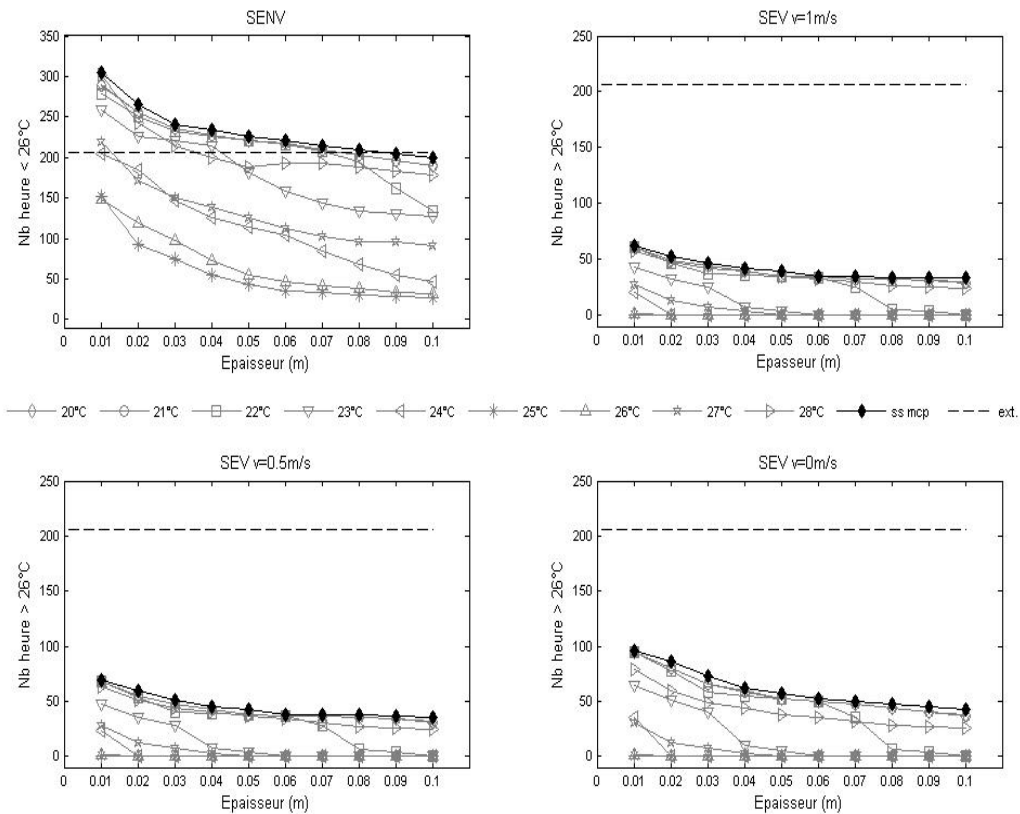 SENV
SEV v=1m/s
350
300
250
200
150
100
50
0
Nb heure < 26°C
0 0.01 0.02 0.03 0.04 0.05 0.06 0.07 0.08 0.09 0.1
Epaisseur (m)
250
200
150
100
50
0
Nb heure > 26°C
0 0.01 0.02 0.03 0.04 0.05 0.06 0.07 0.08 0.09 0.1
Epasseur (m)
20°C 21°C 22°C 23°C 24°C 25°C 26°C 27°C 28°C ss mcp ext.
SEV v=0.5m/s
SEV v=0m/s
250
200
150
100
50
0
Nb heure > 26°C
0 0.01 0.02 0.03 0.04 0.05 0.06 0.07 0.08 0.09 0.1
Epaisseur (m)
250
200
150
100
50
0
Nb heure > 26°C
0 0.01 0.02 0.03 0.04 0.05 0.06 0.07 0.08 0.09 0.1
Epaisseur (m)